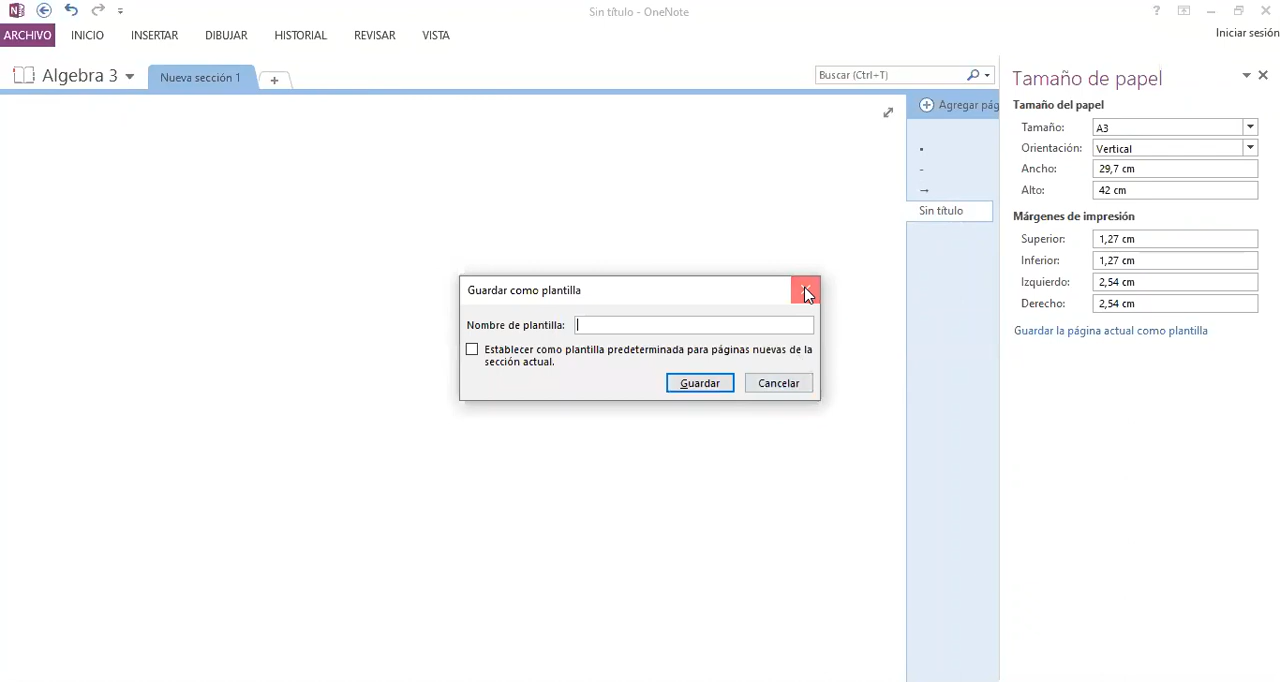 Sin título - OneNote
ARCHIVO INICIO INSERTAR DIBUJAR HISTORIAL REVISAR VISTA
Iniciar sesión
Algebra 3
Nueva sección 1
Buscar (Ctrl+T)
Agregar pág
Sin título
Tamaño de papel
Tamaño del papel
Tamaño: A3
Orientación: Vertical
Ancho: 29,7 cm
Alto: 42 cm
Márgenes de impresión
Superior: 1,27 cm
Inferior: 1,27 cm
Izquierdo: 2,54 cm
Derecho: 2,54 cm
Guardar la página actual como plantilla
Guardar como plantilla
Nombre de plantilla:
Establecer como plantilla predeterminada para páginas nuevas de la
sección actual.
Guardar Cancelar